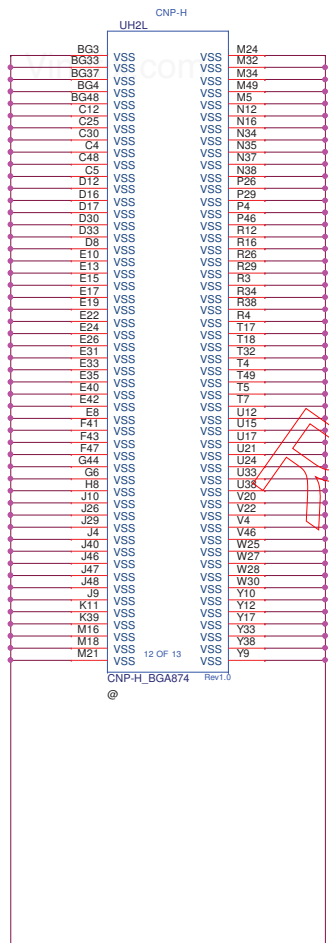 CNP-H
UH2L
BG3 VSS VSS M24
BG33 VSS VSS M32
BG37 VSS VSS M34
BG4 VSS VSS M49
BG48 VSS VSS M5
C12 VSS VSS N12
C25 VSS VSS N16
C30 VSS VSS N34
C4 VSS VSS N35
C48 VSS VSS N37
C5 VSS VSS N38
D12 VSS VSS P26
D16 VSS VSS P29
D17 VSS VSS P4
D30 VSS VSS P46
D33 VSS VSS R12
D8 VSS VSS R16
E10 VSS VSS R26
E13 VSS VSS R29
E15 VSS VSS R3
E17 VSS VSS R34
E19 VSS VSS R38
E22 VSS VSS R4
E24 VSS VSS T17
E26 VSS VSS T18
E31 VSS VSS T32
E33 VSS VSS T4
E35 VSS VSS T49
E40 VSS VSS T5
E42 VSS VSS T7
E8 VSS VSS U12
F41 VSS VSS U15
F43 VSS VSS U17
F47 VSS VSS U21
G44 VSS VSS U24
G6 VSS VSS U33
H8 VSS VSS U38
J10 VSS VSS V20
J26 VSS VSS V22
J29 VSS VSS V4
J4 VSS VSS V46
J40 VSS VSS W25
J46 VSS VSS W27
J47 VSS VSS W28
J48 VSS VSS W30
J9 VSS VSS Y10
K11 VSS VSS Y12
K39 VSS VSS Y17
M16 VSS VSS Y33
M18 VSS VSS Y38
M21 VSS 12 OF 13 VSS Y9
CNP-H_BGA874 Rev1.0
@